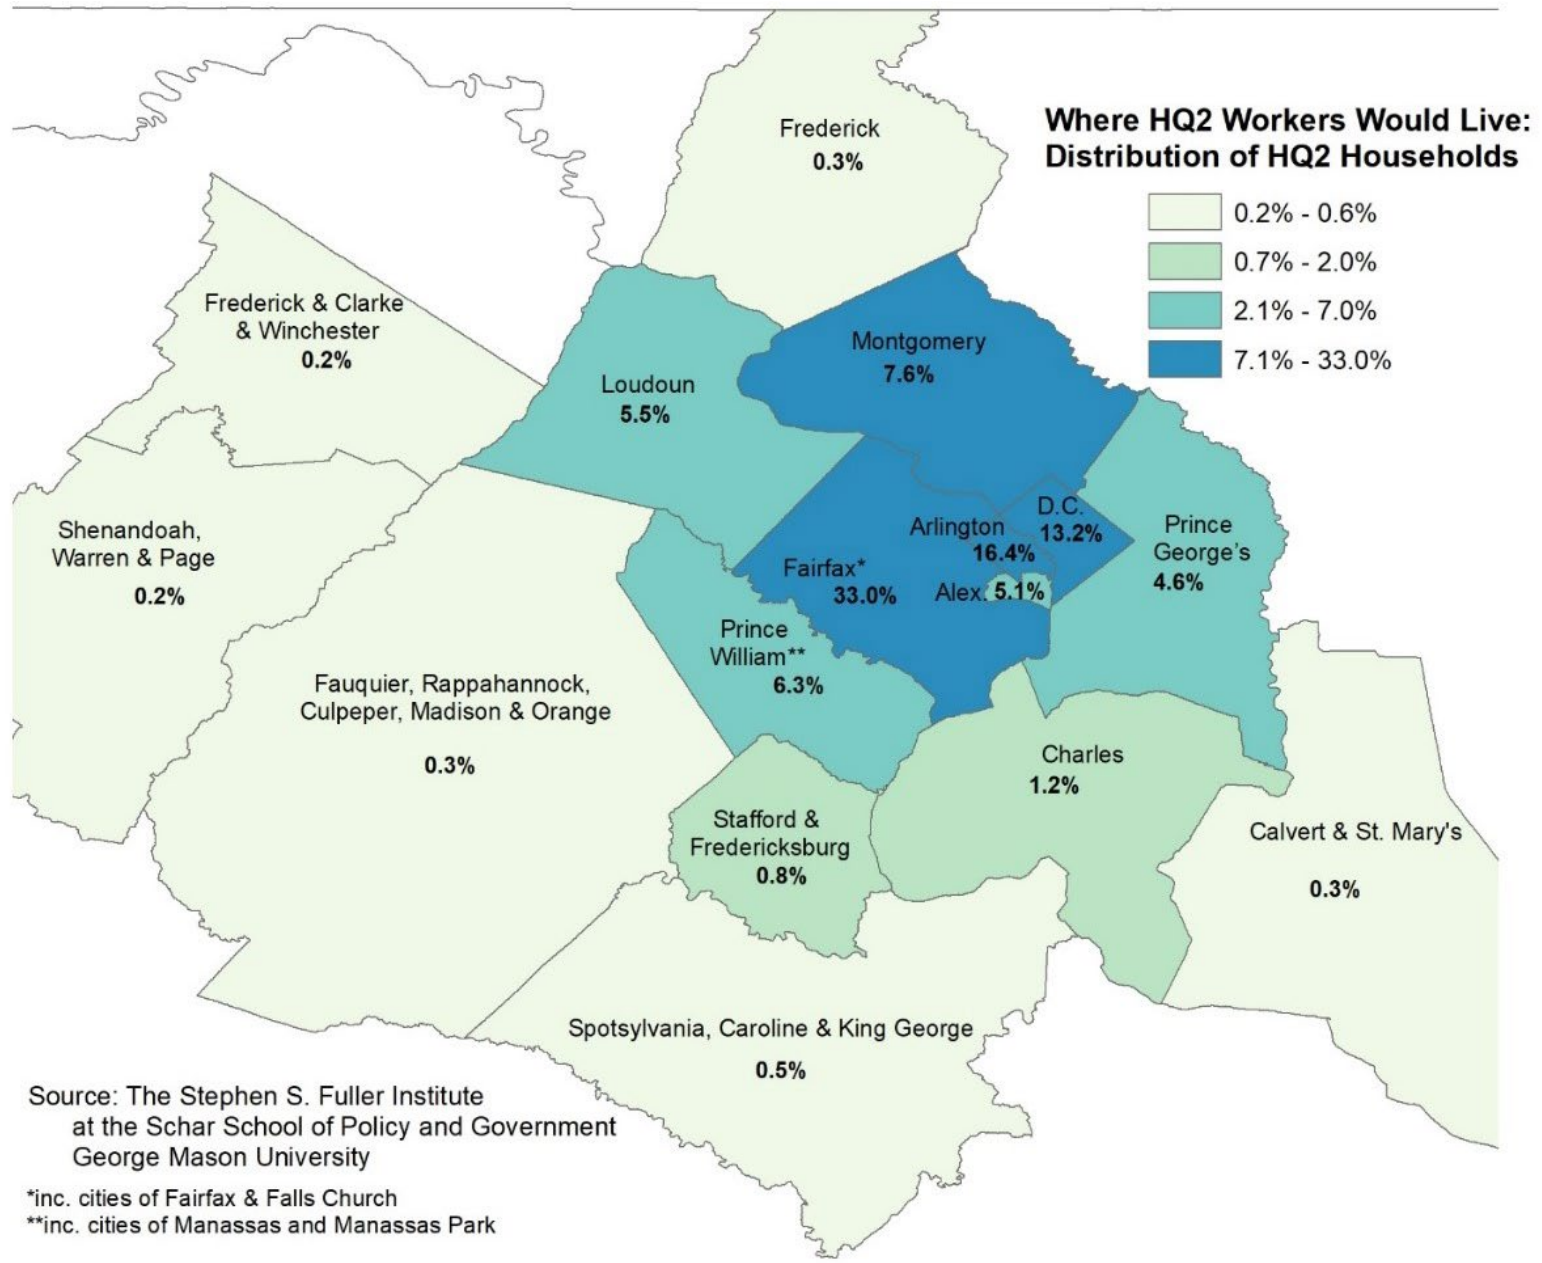 Where HQ2 Workers Would Live:
Distribution of HQ2 Households
0.2% - 0.6%
0.7% - 2.0%
2.1% - 7.0%
7.1% - 33.0%
Frederick
0.3%
Frederick & Clarke
& Winchester
0.2%
Loudoun
5.5%
Montgomery
7.6%
Shenandoah,
Warren & Page
0.2%
D.C.
13.2%
Arlington
16.4%
Prince
George’s
4.6%
Fairfax*
33.0%
Alex.
5.1%
Prince
William**
6.3%
Fauquier, Rappahannock,
Culpeper, Madison & Orange
0.3%
Charles
1.2%
Stafford &
Fredericksburg
0.8%
Calvert & St. Mary's
0.3%
Spotsylvania, Caroline & King George
0.5%
Source: The Stephen S. Fuller Institute
at the Schar School of Policy and Government
George Mason University
*inc. cities of Fairfax & Falls Church
**inc. cities of Manassas and Manassas Park